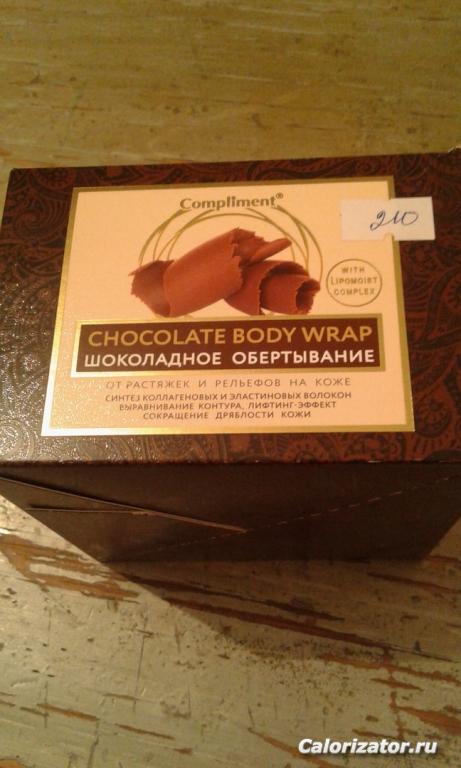 Compliment®
210
WITH
LIPOMOIST
COMPLEX
CHOCOLATE BODY WRAP
ШОКОЛАДНОЕ ОБЕРТЫВАНИЕ
ОТ РАСТЯЖЕК И РЕЛЬЕФОВ НА КОЖЕ
СИНТЕЗ КОЛЛАГЕНОВЫХ И ЭЛАСТИНОВЫХ ВОЛОКОН
ВЫРАВНИВАНИЕ КОНТУРА, ЛИФТИНГ-ЭФФЕКТ
СОКРАЩЕНИЕ ДРЯБЛОСТИ КОЖИ
Calorizator.ru